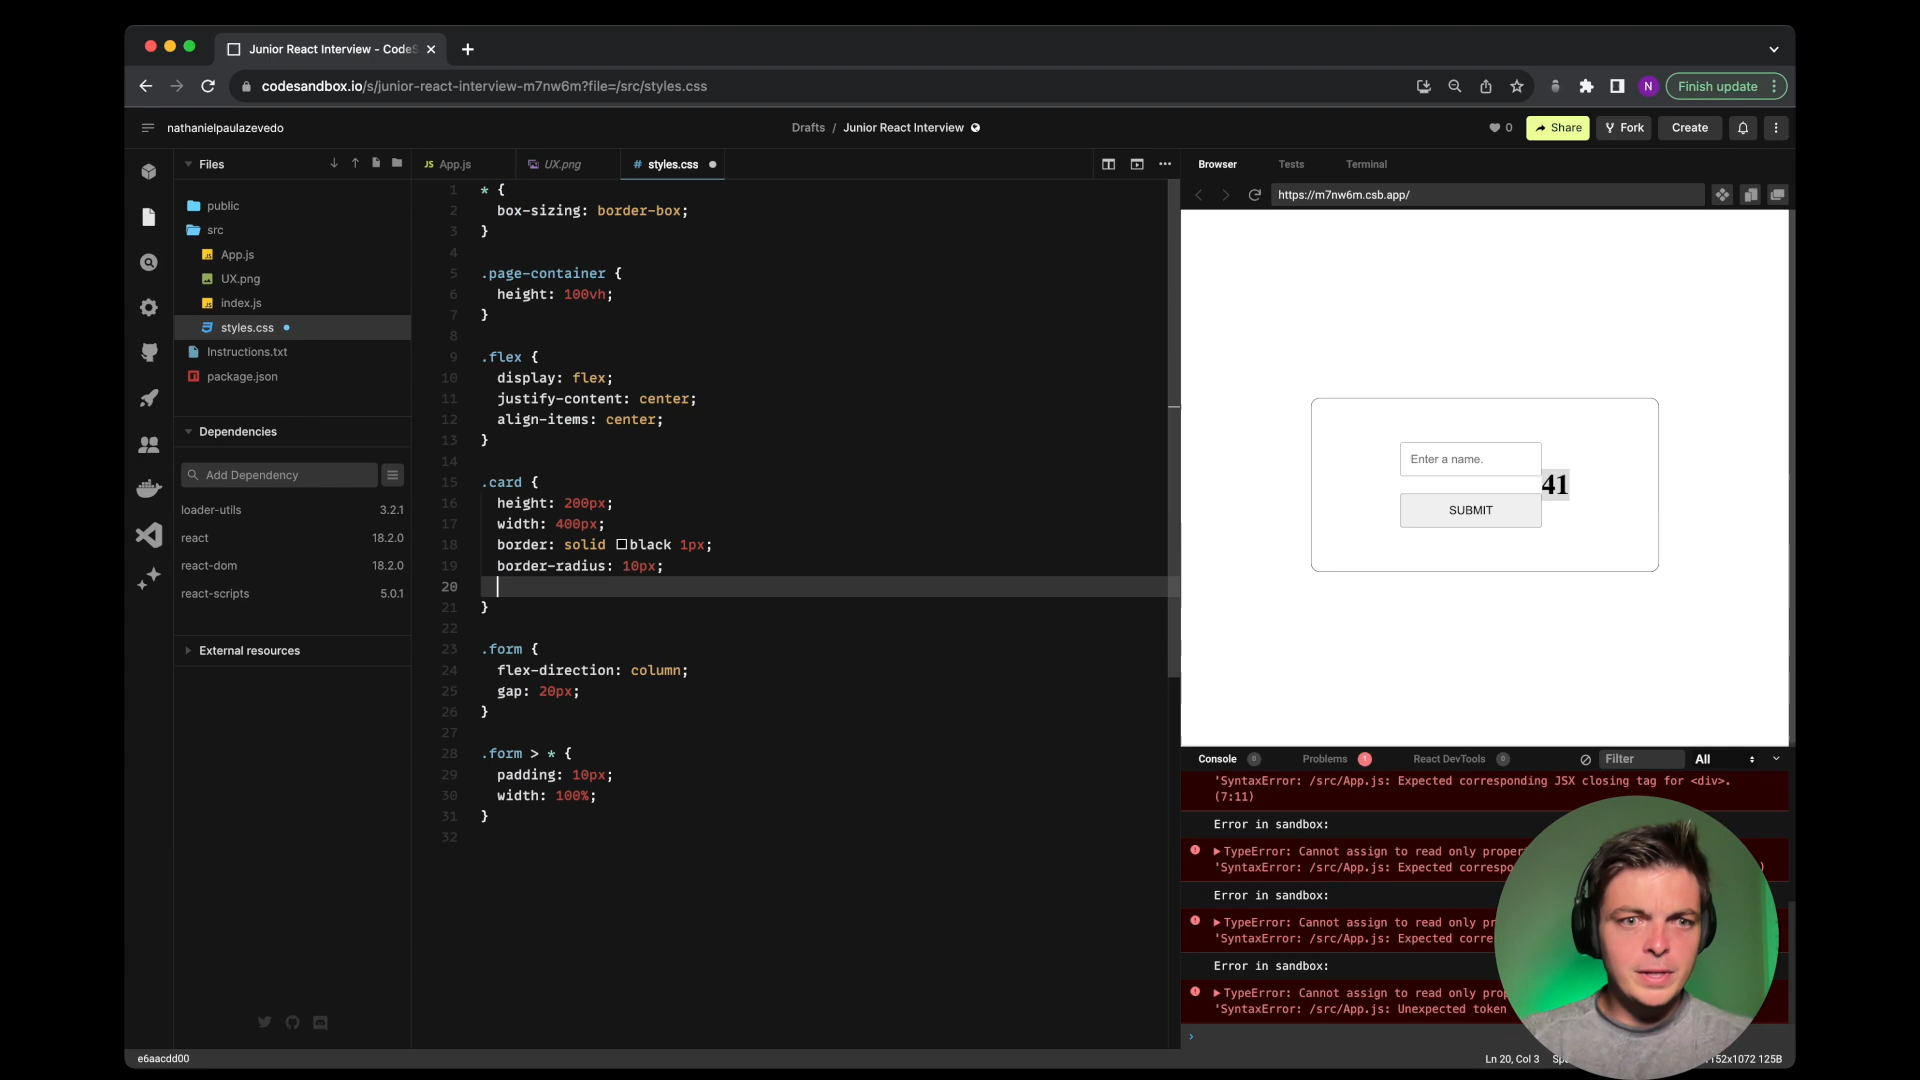 Junior React Interview - CodeS
codesandbox.io/s/junior-react-interview-m7nw6m?file=/src/styles.css
N
Finish update
nathanielpaulazevedo
Drafts / Junior React Interview
0
Share
Fork
Create
Files
public
src
App.js
UX.png
index.js
styles.css
Instructions.txt
package.json
Dependencies
Add Dependency
loader-utils 3.2.1
react 18.2.0
react-dom 18.2.0
react-scripts 5.0.1
External resources
JS App.js
UX.png
# styles.css
1 * {
2 box-sizing: border-box;
3 }
4
5 .page-container {
6 height: 100vh;
7 }
8
9 .flex {
10 display: flex;
11 justify-content: center;
12 align-items: center;
13 }
14
15 .card {
16 height: 200px;
17 width: 400px;
18 border: solid black 1px;
19 border-radius: 10px;
20
21 }
22
23 .form {
24 flex-direction: column;
25 gap: 20px;
26 }
27
28 .form > * {
29 padding: 10px;
30 width: 100%;
31 }
32
Browser Tests Terminal
https://m7nw6m.csb.app/
Enter a name.
41
SUBMIT
Console 0 Problems 1 React DevTools 0 Filter All
'SyntaxError: /src/App.js: Expected corresponding JSX closing tag for <div>.
(7:11)
Error in sandbox:
TypeError: Cannot assign to read only proper
'SyntaxError: /src/App.js: Expected correspo
Error in sandbox:
TypeError: Cannot assign to read only pr
'SyntaxError: /src/App.js: Expected corre
Error in sandbox:
TypeError: Cannot assign to read only prop
'SyntaxError: /src/App.js: Unexpected token
e6aacdd00
Ln 20, Col 3 Sp 152x1072 125B